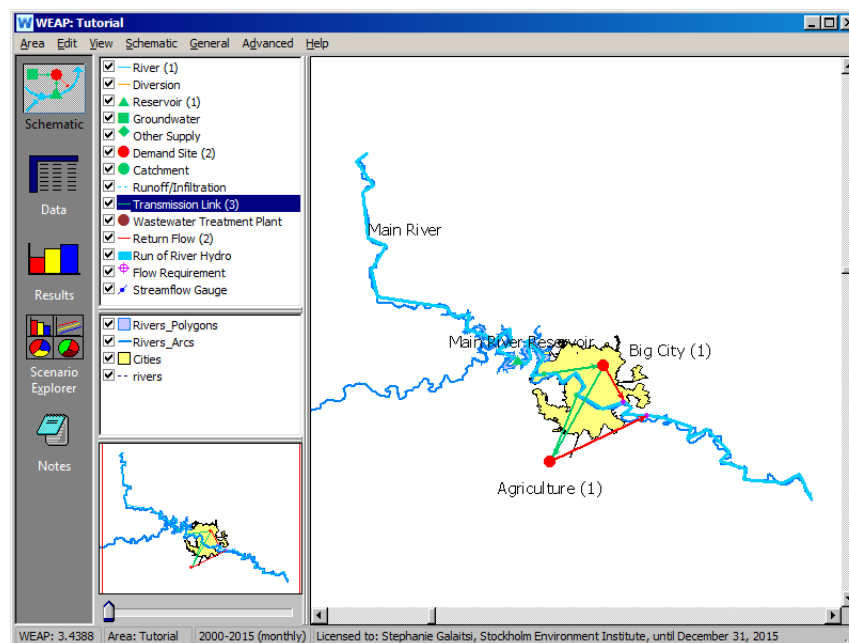 WEAP: Tutorial
Area Edit View Schematic General Advanced Help
Schematic
Data
Results
Scenario
Explorer
Notes
River (1)
Diversion
Reservoir (1)
Groundwater
Other Supply
Demand Site (2)
Catchment
Runoff/Infiltration
Transmission Link (3)
Wastewater Treatment Plant
Return Flow (2)
Run of River Hydro
Flow Requirement
Streamflow Gauge
Rivers_Polygons
Rivers_Arcs
Cities
rivers
Main River
Main River Reservoir
Big City (1)
Agriculture (1)
WEAP: 3.4388 Area: Tutorial 2000-2015 (monthly) Licensed to: Stephanie Galaitsi, Stockholm Environment Institute, until December 31, 2015